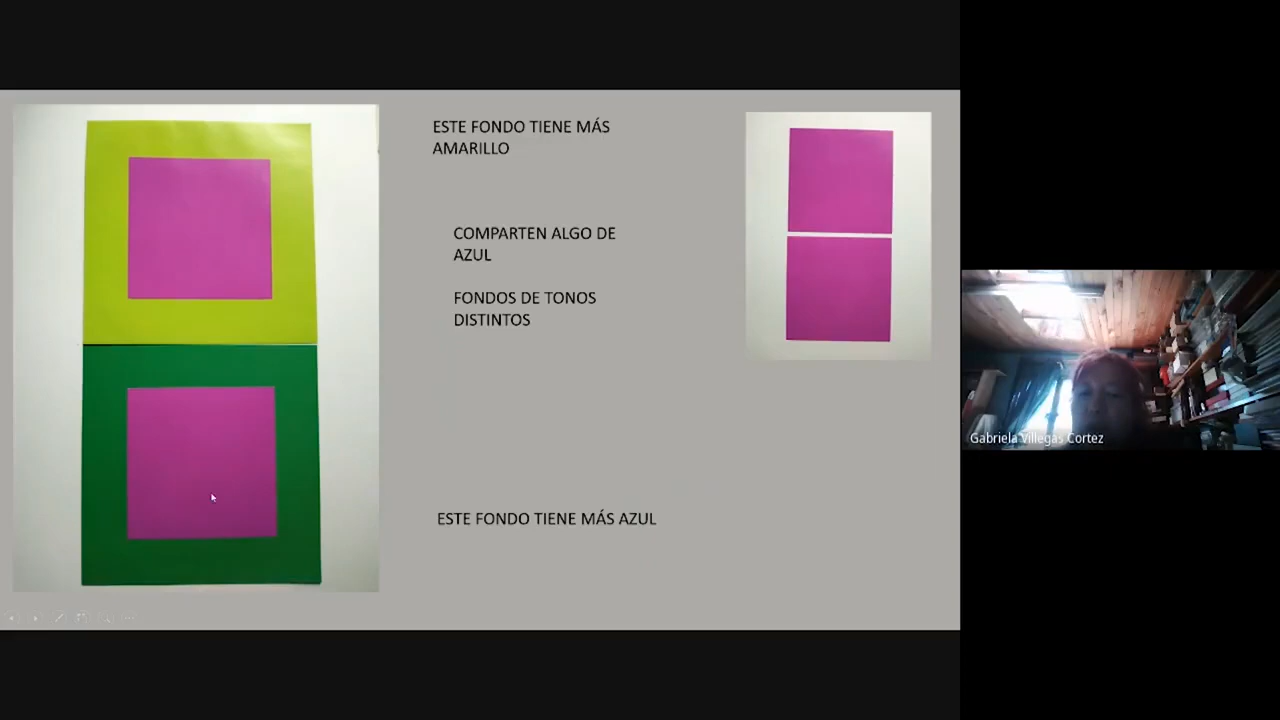 ESTE FONDO TIENE MÁS
AMARILLO
COMPARTEN ALGO DE
AZUL
FONDOS DE TONOS
DISTINTOS
ESTE FONDO TIENE MÁS AZUL
Gabriela Villegas Cortez